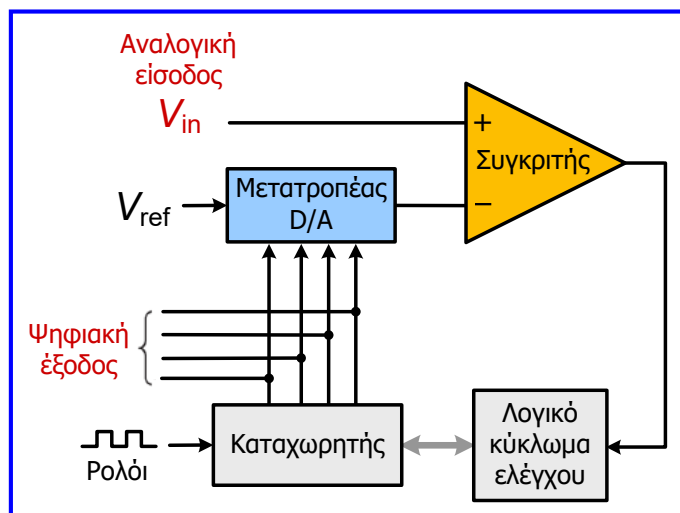 Αναλογική
είσοδος
Vin
+
Συγκριτής
−
Μετατροπέας
D/A
Vref
Ψηφιακή
έξοδος
Καταχωρητής
Ρολόι
Λογικό
κύκλωμα
ελέγχου